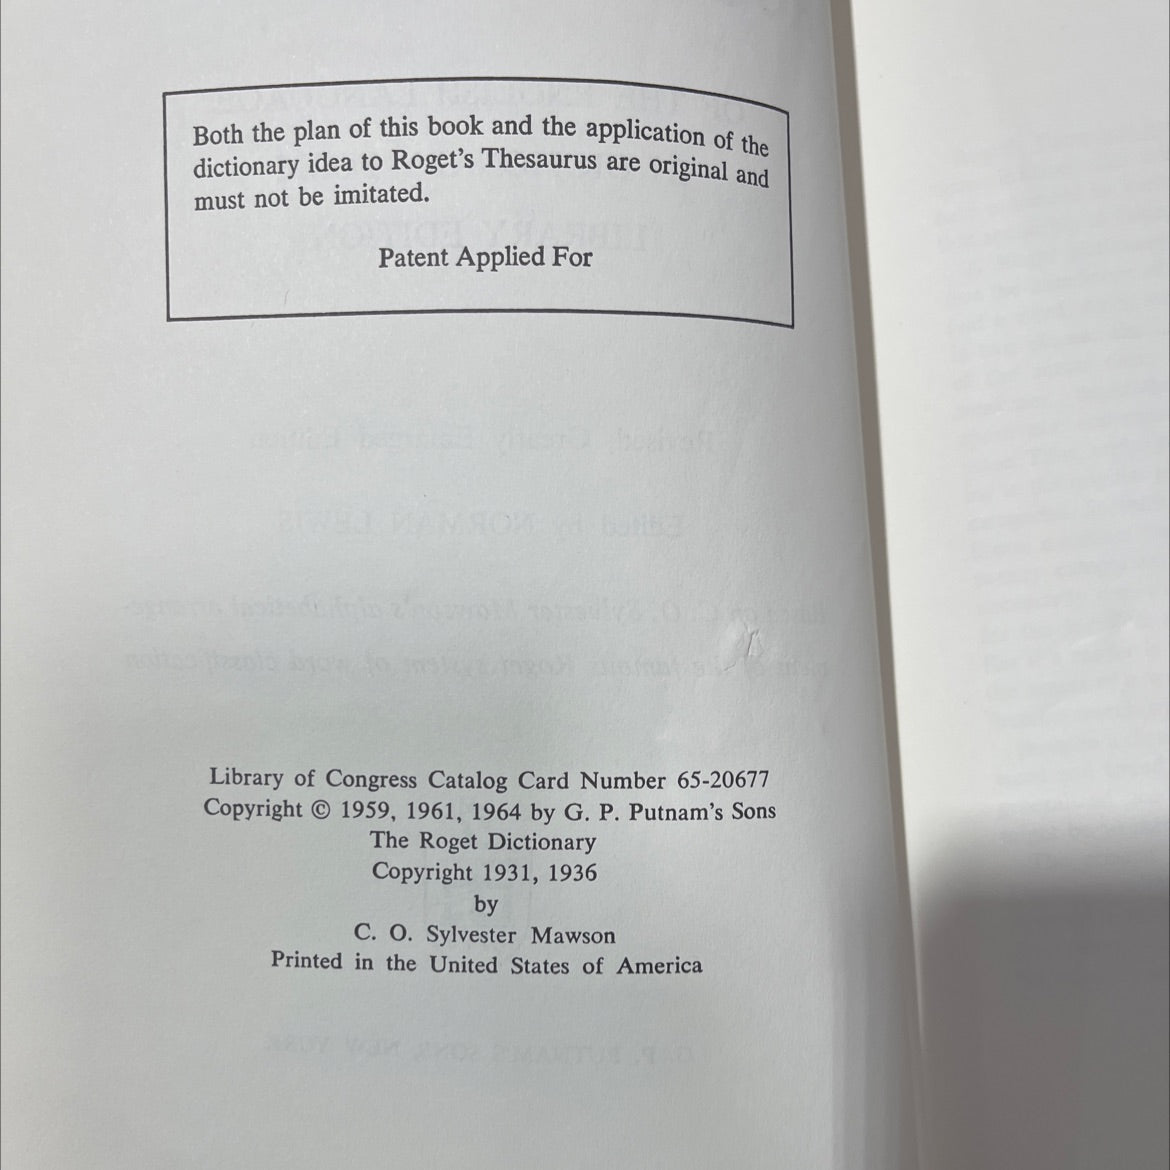 Both the plan of this book and the application of the
dictionary idea to Roget's Thesaurus are original and
must not be imitated.
Patent Applied For
Library of Congress Catalog Card Number 65-20677
Copyright © 1959, 1961, 1964 by G. P. Putnam's Sons
The Roget Dictionary
Copyright 1931, 1936
by
C. O. Sylvester Mawson
Printed in the United States of America